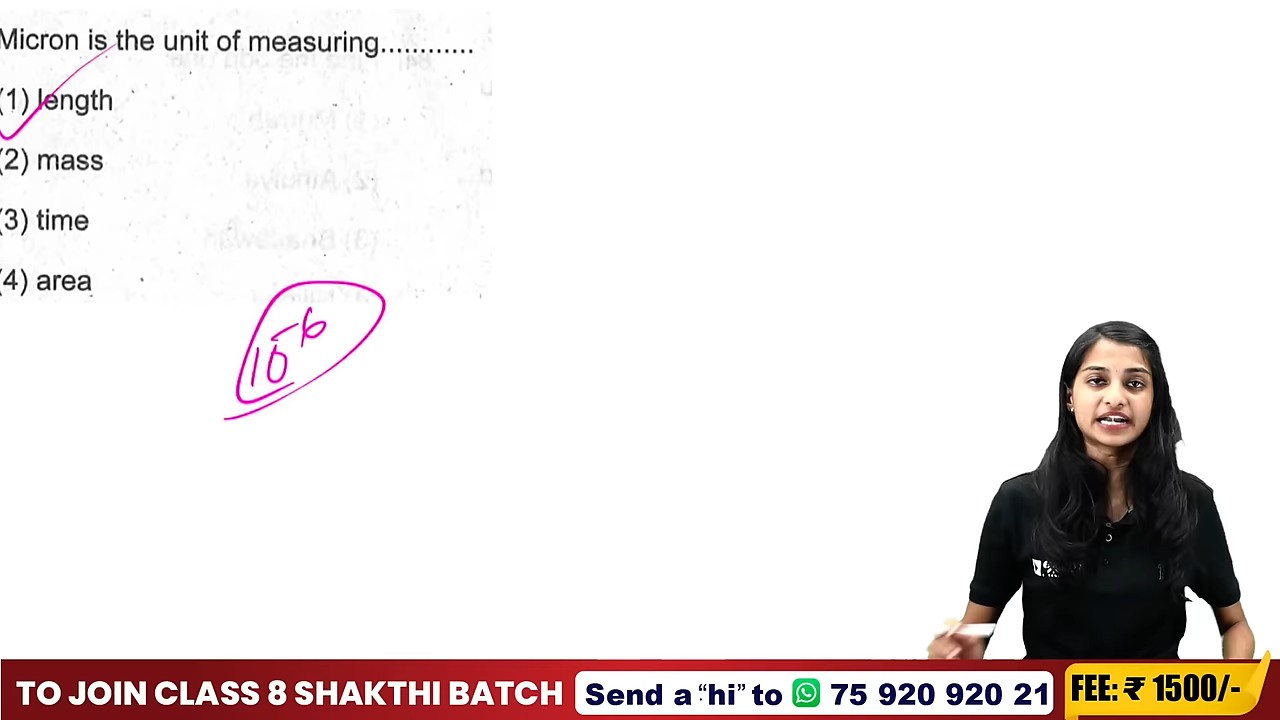 Micron is the unit of measuring............
(1) length
(2) mass
(3) time
(4) area
10⁻⁶
TO JOIN CLASS 8 SHAKTHI BATCH
Send a “hi” to 75 920 920 21
FEE: ₹ 1500/-